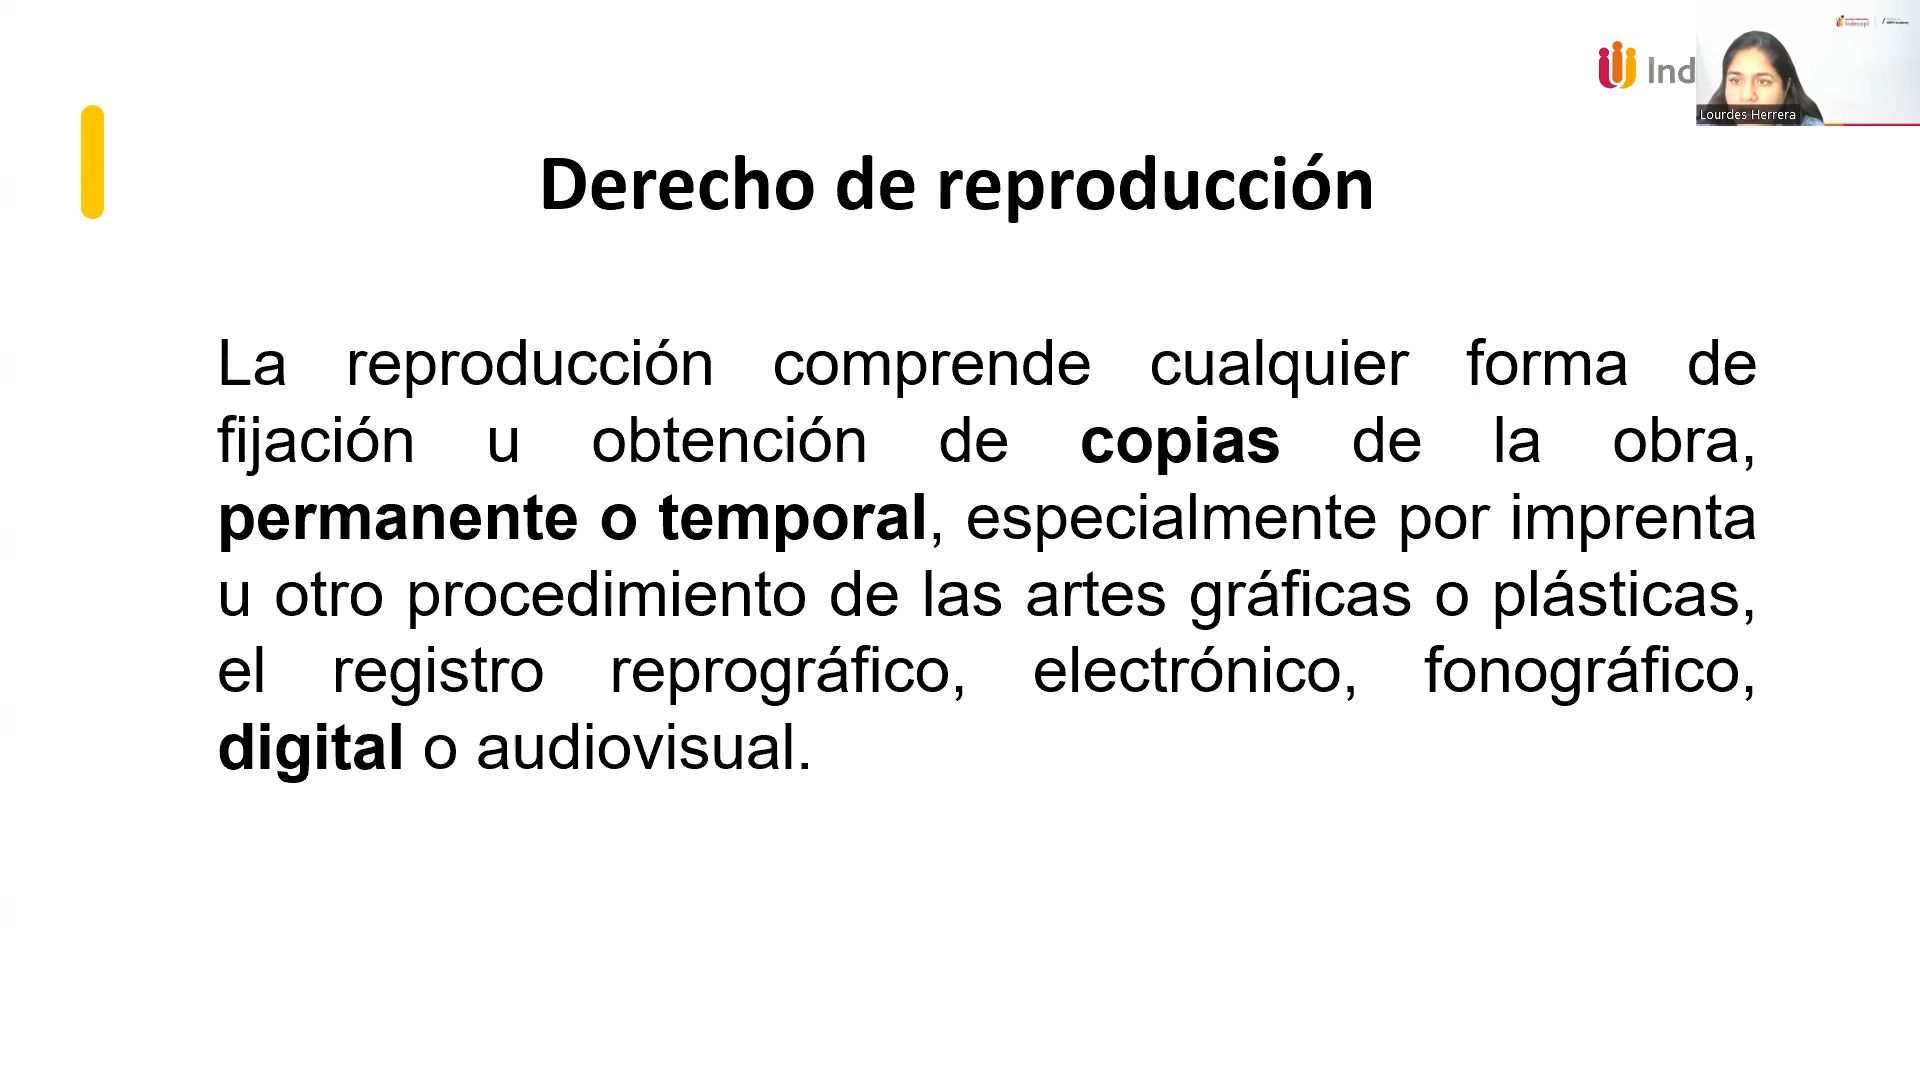 Ind
Lourdes Herrera
Derecho de reproducción
La reproducción comprende cualquier forma de
fijación u obtención de copias de la obra,
permanente o temporal, especialmente por imprenta
u otro procedimiento de las artes gráficas o plásticas,
el registro reprográfico, electrónico, fonográfico,
digital o audiovisual.